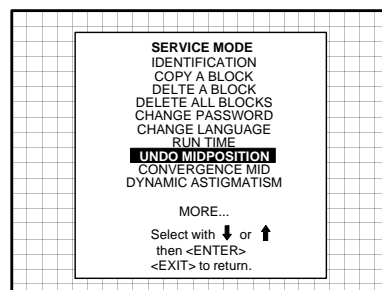 SERVICE MODE
IDENTIFICATION
COPY A BLOCK
DELTE A BLOCK
DELETE ALL BLOCKS
CHANGE PASSWORD
CHANGE LANGUAGE
RUN TIME
UNDO MIDPOSITION
CONVERGENCE MID
DYNAMIC ASTIGMATISM
MORE...
Select with ⬇ or ⬆
then <ENTER>
<EXIT> to return.